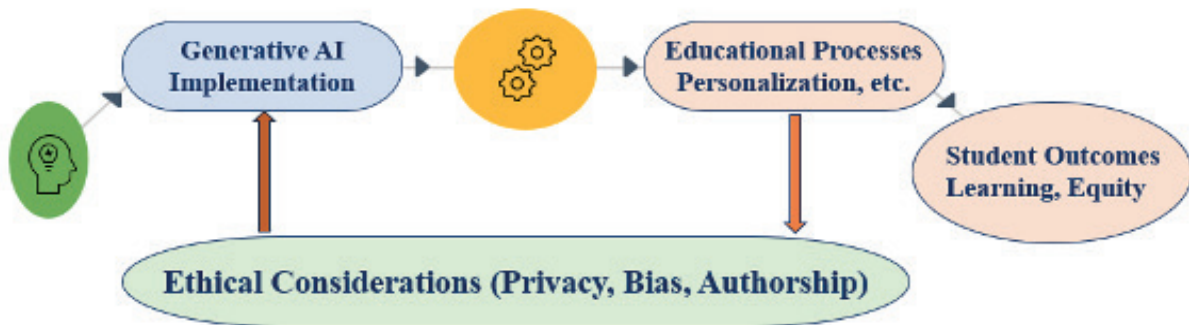 Generative AI
Implementation
Educational Processes
Personalization, etc.
Student Outcomes
Learning, Equity
Ethical Considerations (Privacy, Bias, Authorship)